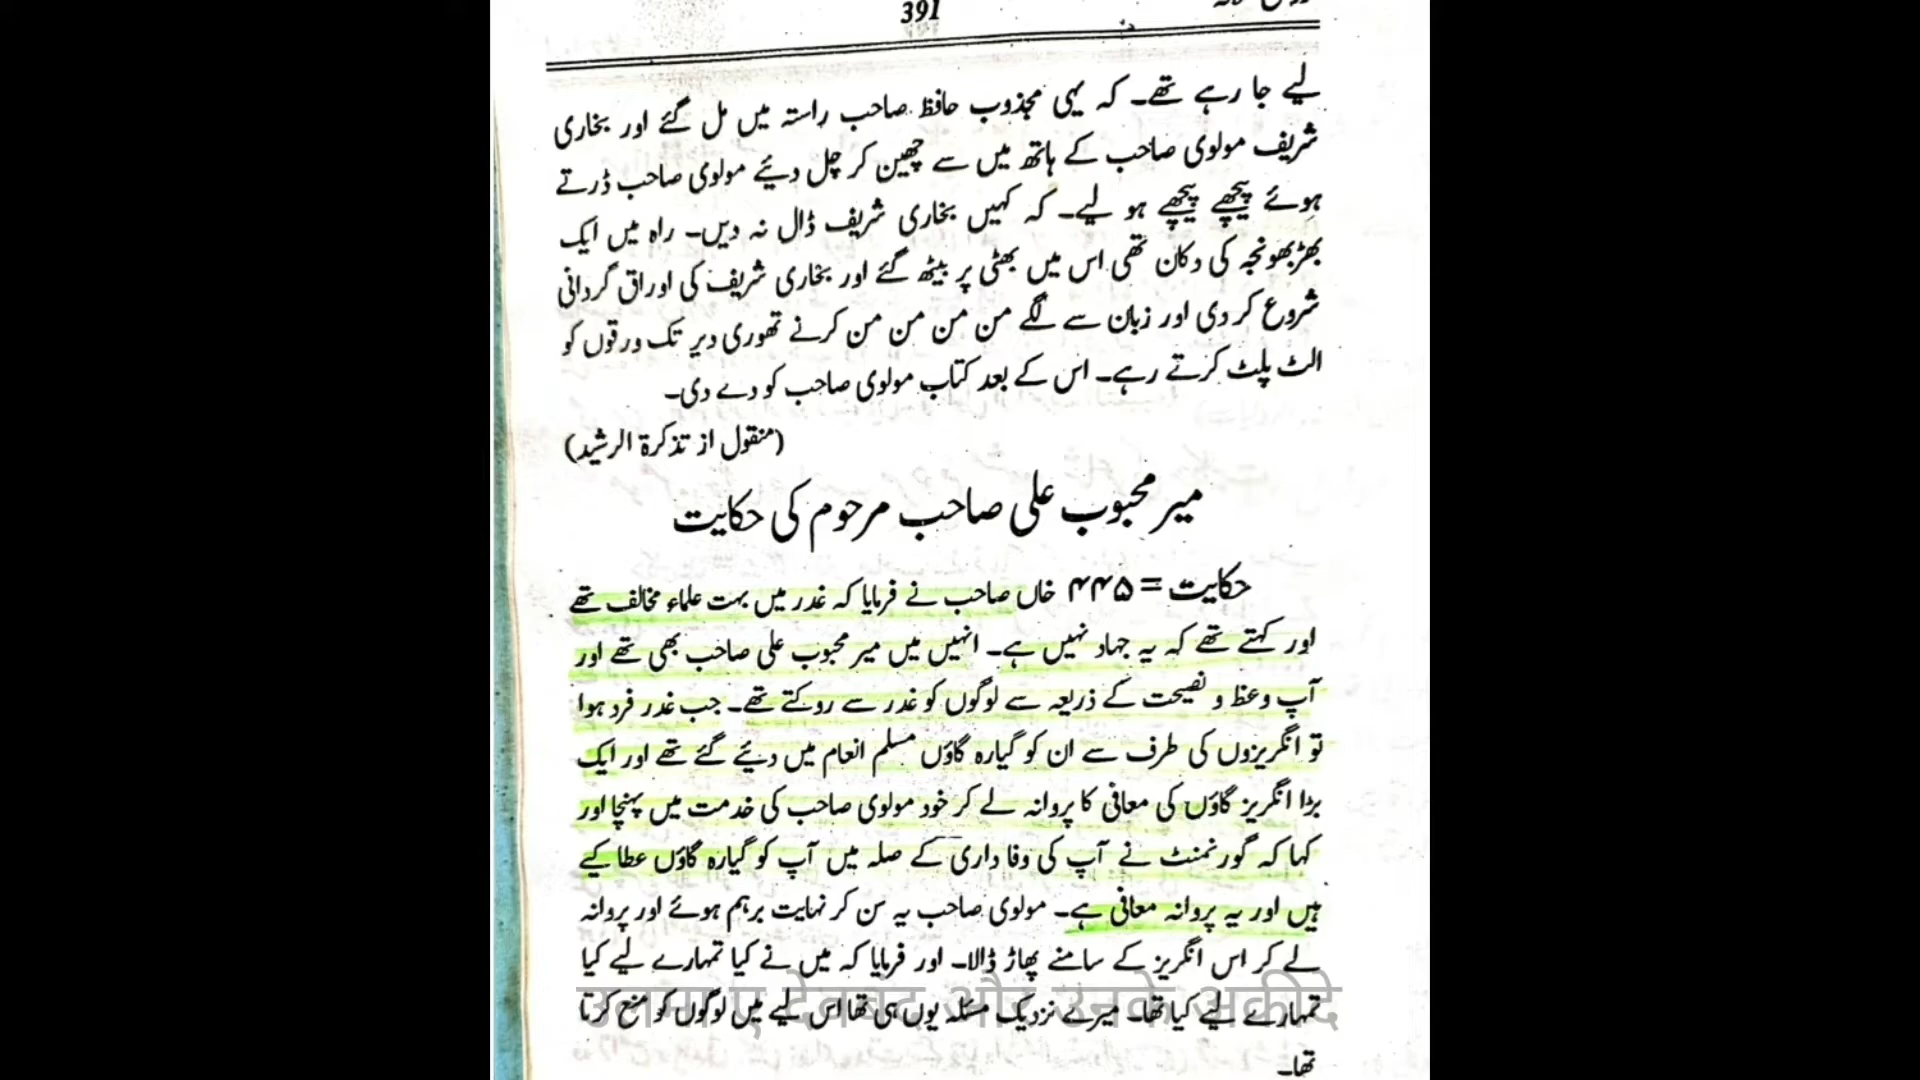 391
لیے جا رہے تھے۔ کہ یہی مجذوب حافظ صاحب راستہ میں مل گئے اور بخاری
شریف مولوی صاحب کے ہاتھ میں سے چھین کر چل دیئے مولوی صاحب ڈرتے
ہوئے پیچھے پیچھے ہو لیے۔ کہ کہیں بخاری شریف ڈال نہ دیں۔ راہ میں ایک
بھڑبھونجہ کی دکان تھی اس میں بھٹی پر بیٹھ گئے اور بخاری شریف کی اوراق گردانی
شروع کر دی اور زبان سے لگے من من من من کرنے تھوری دیر تک ورقوں کو
الٹ پلٹ کرتے رہے۔ اس کے بعد کتاب مولوی صاحب کو دے دی۔
(منقول از تذکرۃ الرشید)
میر محبوب علی صاحب مرحوم کی حکایت
حکایت = ۴۴۵ خاں صاحب نے فرمایا کہ غدر میں بہت علماء مخالف تھے
اور کہتے تھے کہ یہ جہاد نہیں ہے۔ انہیں میں میر محبوب علی صاحب بھی تھے اور
آپ وعظ و نصیحت کے ذریعہ سے لوگوں کو غدر سے روکتے تھے۔ جب غدر فرد ہوا
تو انگریزوں کی طرف سے ان کو گیارہ گاؤں مسلم انعام میں دیئے گئے تھے اور ایک
بڑا انگریز گاؤں کی معافی کا پروانہ لے کر خود مولوی صاحب کی خدمت میں پہنچا اور
کہا کہ گورنمنٹ نے آپ کی وفا داری کے صلہ میں آپ کو گیارہ گاؤں عطا کیے
ہیں اور یہ پروانہ معافی ہے۔ مولوی صاحب یہ سن کر نہایت برہم ہوئے اور پروانہ
لے کر اس انگریز کے سامنے پھاڑ ڈالا۔ اور فرمایا کہ میں نے کیا تمہارے لیے کیا
تمہارے لیے کیا تھا۔ میرے نزدیک مسئلہ یوں ہی تھا اس لیے میں لوگوں کو منع کرتا
تھا۔
उलमा ए देवबंद और उनके अकीदे